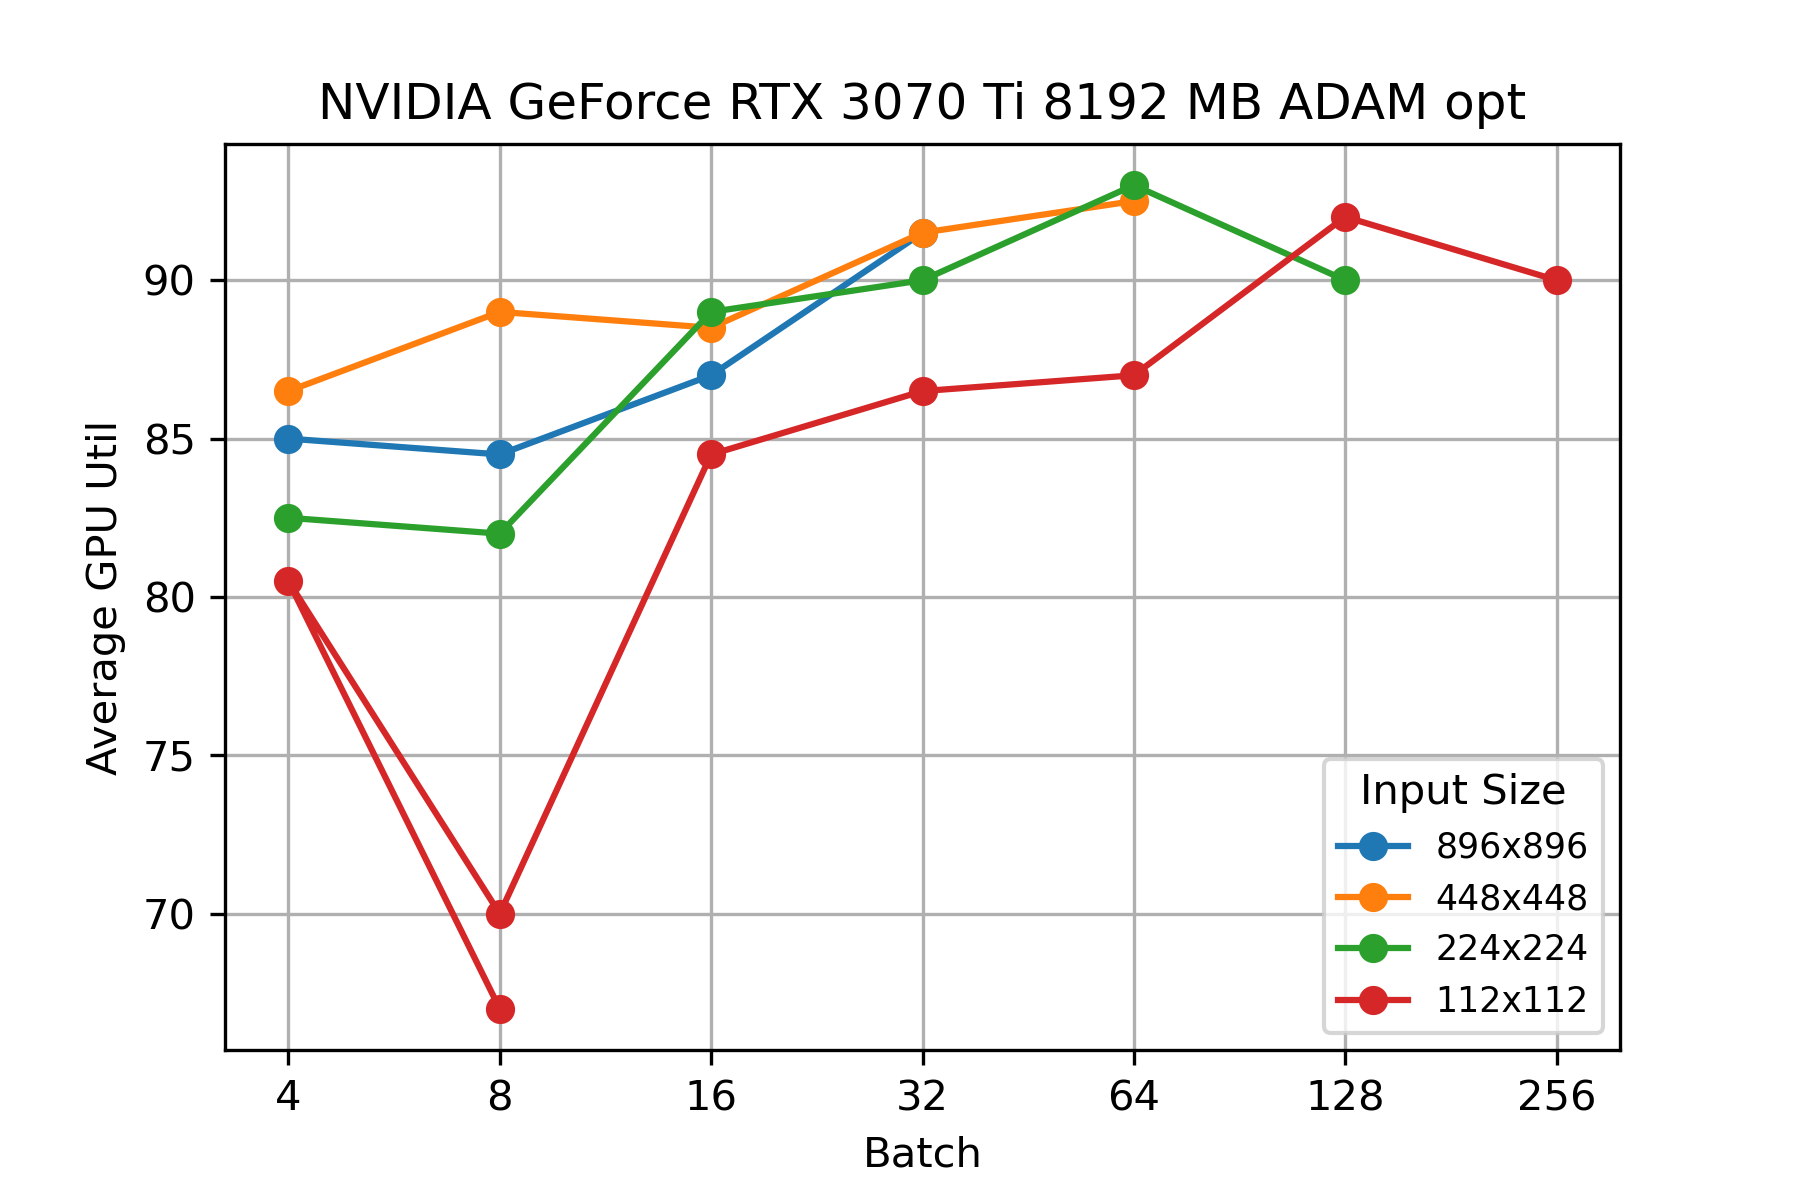 NVIDIA GeForce RTX 3070 Ti 8192 MB ADAM opt
Average GPU Util
90
85
80
75
70
Input Size
896x896
448x448
224x224
112x112
4 8 16 32 64 128 256
Batch